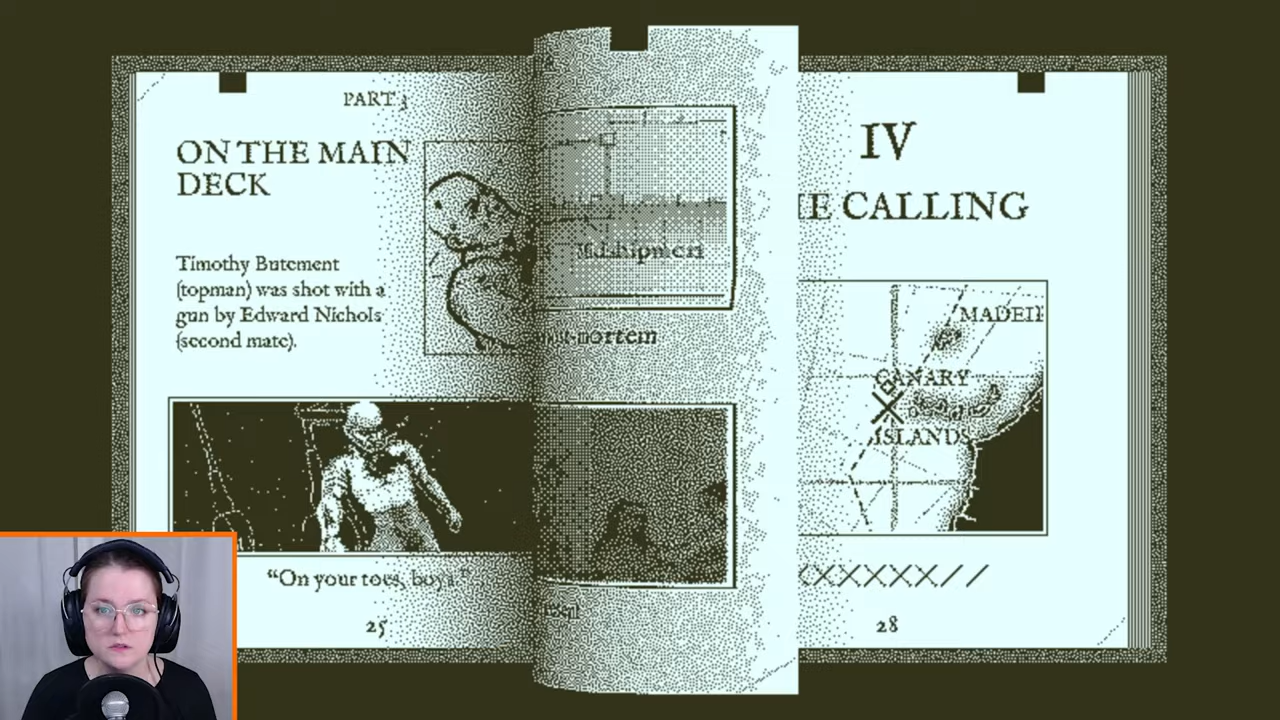 PART 3
ON THE MAIN
DECK
Timothy Butement
(topman) was shot with a
gun by Edward Nichols
(second mate).
"On your toes, boys."
25
IV
CALLING
MADEI
CANARY
ISLANDS
XXXXXX//
28